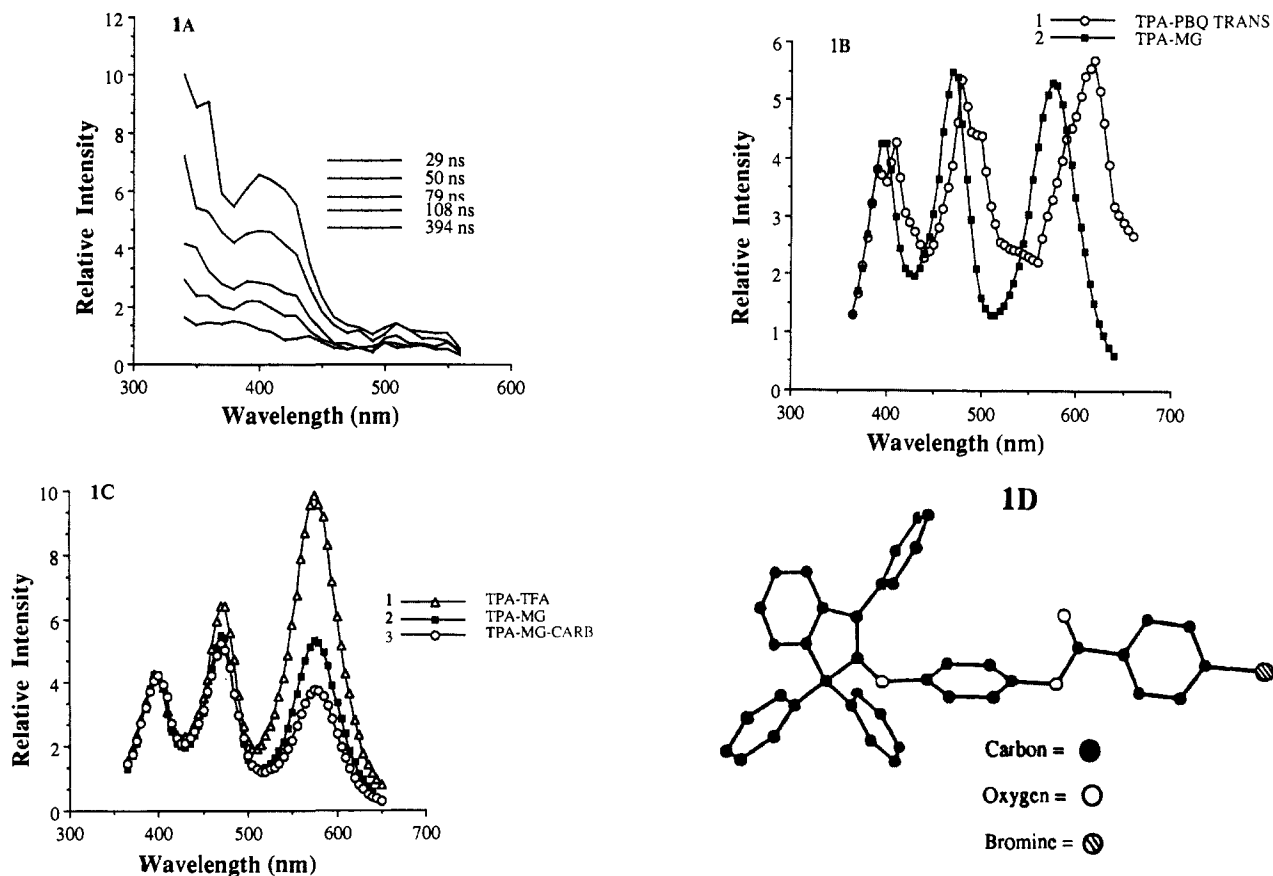 1A
12
10
8
6
4
2
0
300
400
500
600
Relative Intensity
Wavelength (nm)
29 ns
50 ns
79 ns
108 ns
394 ns
1B
1 TPA-PBQ TRANS
2 TPA-MG
6
5
4
3
2
1
0
300
400
500
600
700
Relative Intensity
Wavelength (nm)
1C
10
8
6
4
2
0
300
400
500
600
700
Relative Intensity
Wavelength (nm)
1 TPA-TFA
2 TPA-MG
3 TPA-MG-CARB
1D
Carbon =
Oxygen =
Bromine =